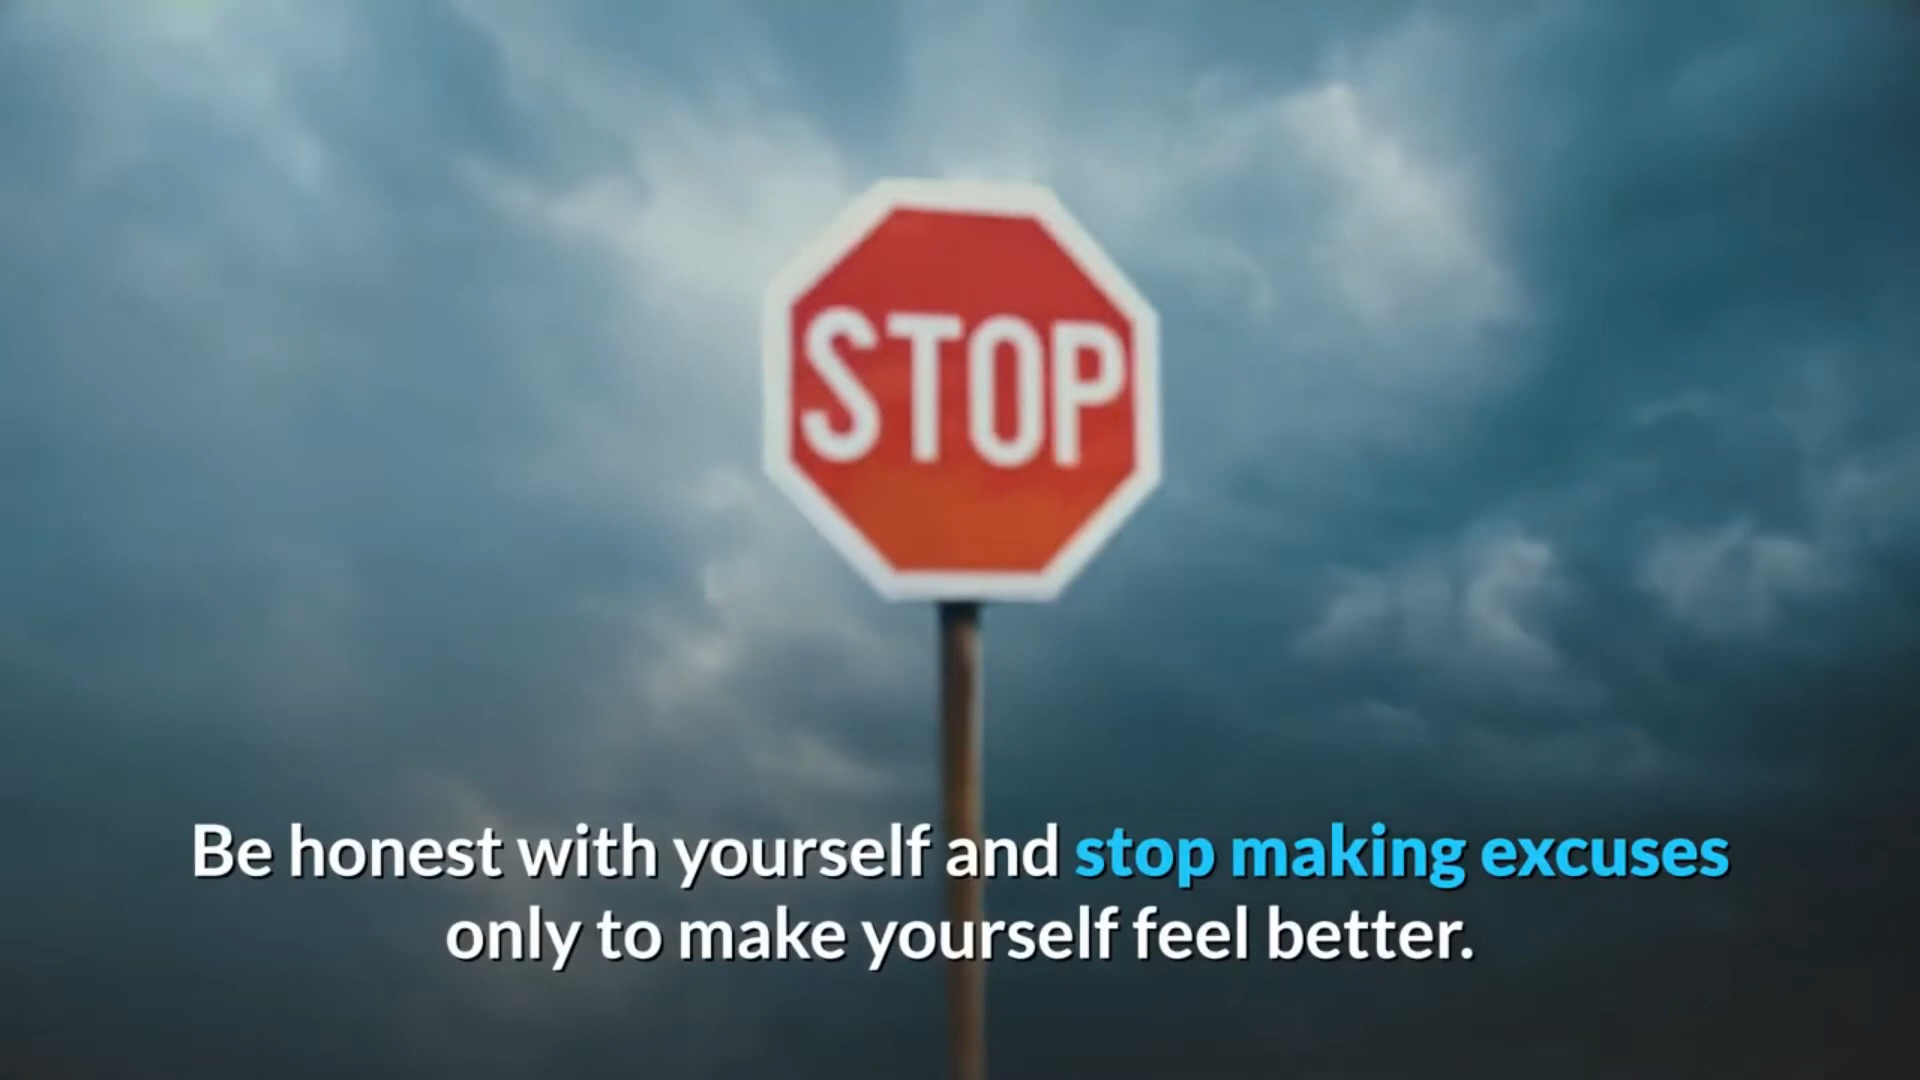 STOP
Be honest with yourself and stop making excuses
only to make yourself feel better.